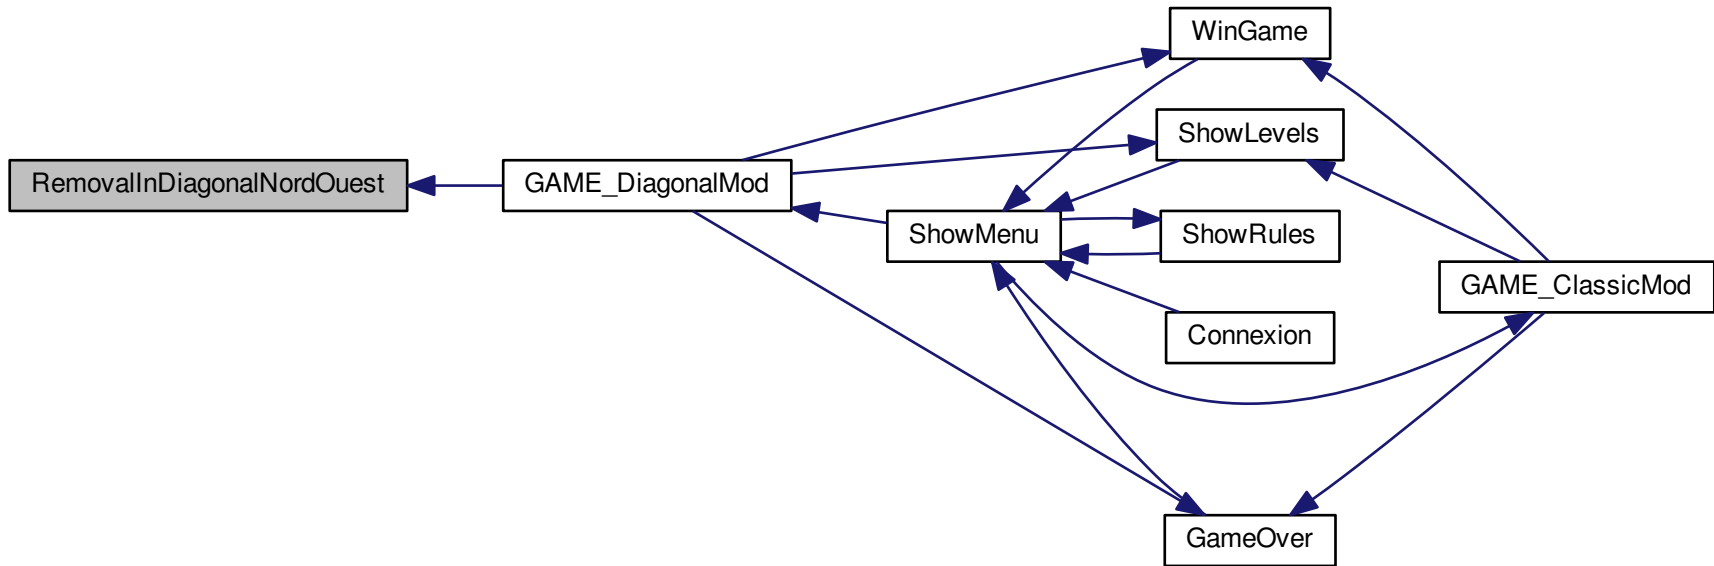 WinGame
ShowLevels
RemovalInDiagonalNordOuest
GAME_DiagonalMod
ShowMenu
ShowRules
GAME_ClassicMod
Connexion
GameOver